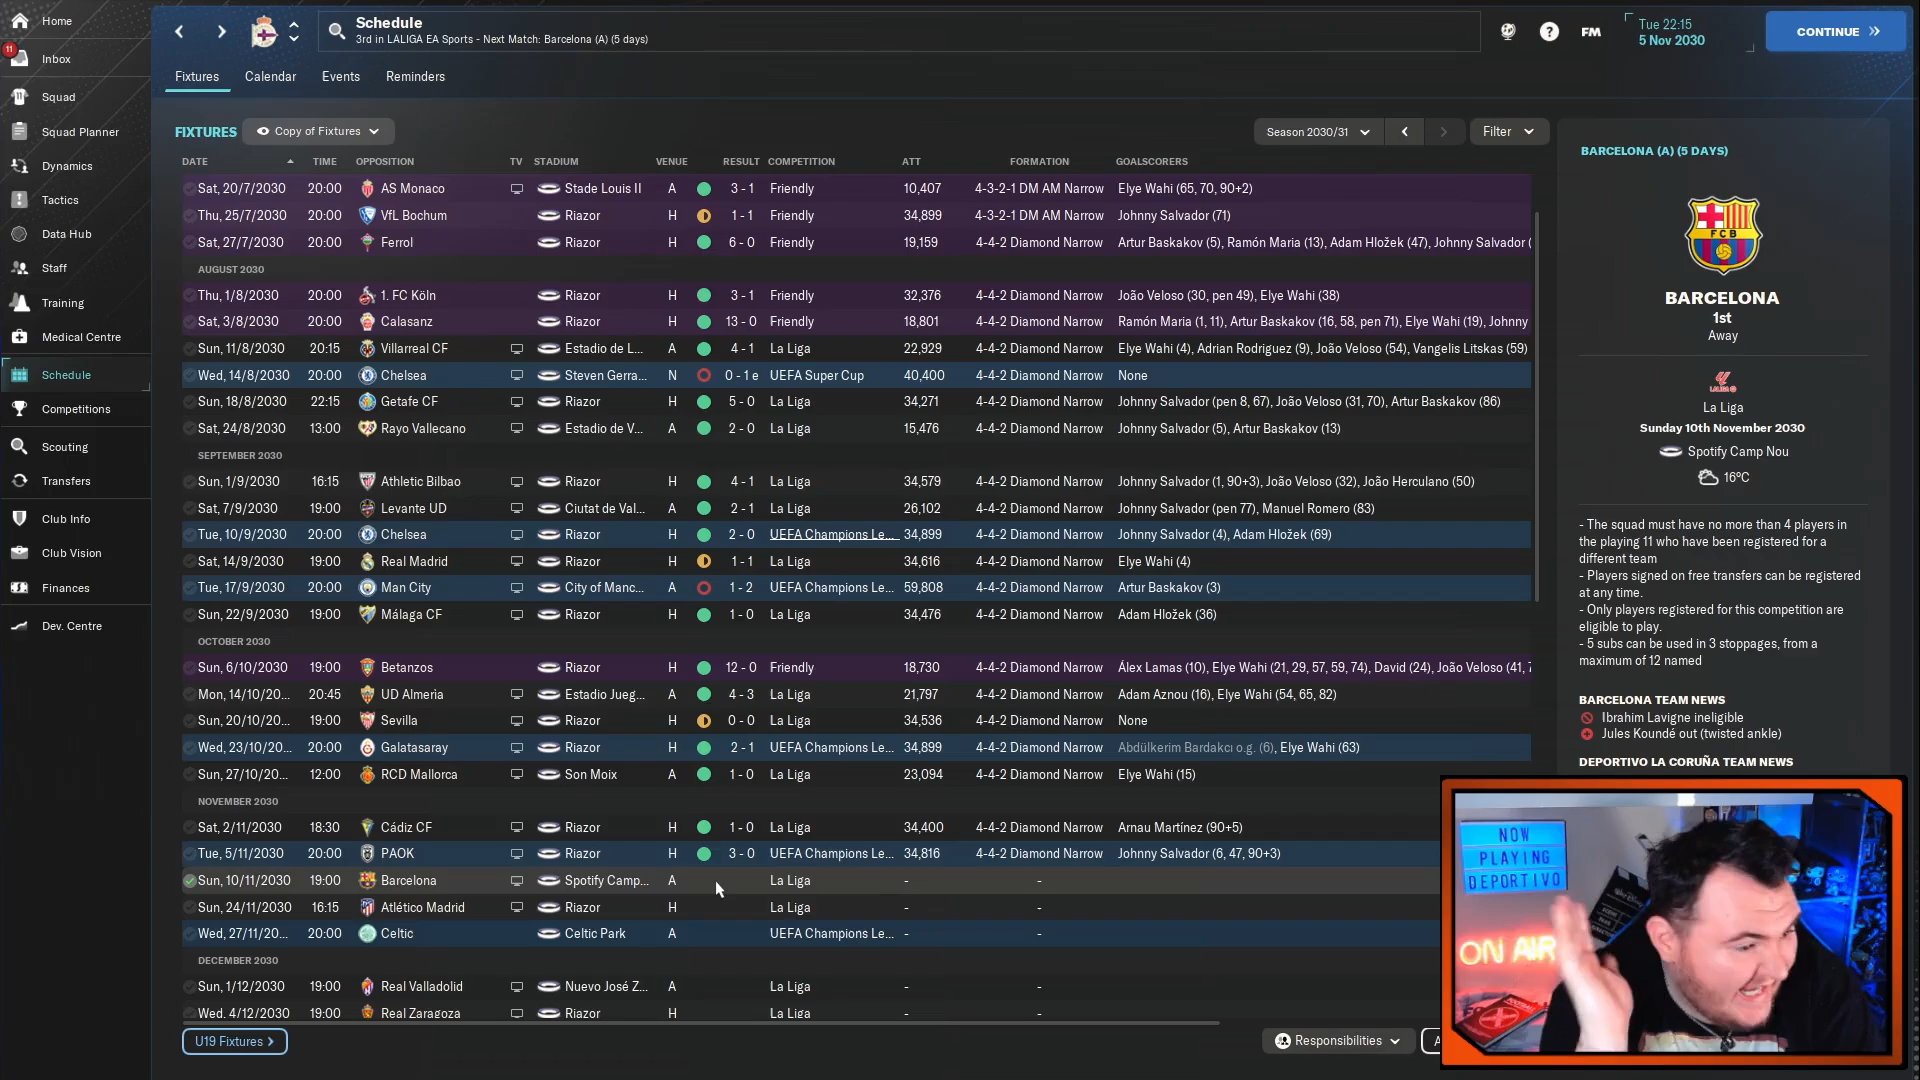 Home
11
Inbox
Squad
Squad Planner
Dynamics
Tactics
Data Hub
Staff
Training
Medical Centre
Schedule
Competitions
Scouting
Transfers
Club Info
Club Vision
Finances
Dev. Centre
Schedule
3rd in LALIGA EA Sports - Next Match: Barcelona (A) (5 days)
FM
Tue 22:15
5 Nov 2030
CONTINUE
Fixtures Calendar Events Reminders
FIXTURES Copy of Fixtures Season 2030/31 Filter
DATE TIME OPPOSITION TV STADIUM VENUE RESULT COMPETITION ATT FORMATION GOALSCORERS
Sat, 20/7/2030 20:00 AS Monaco Stade Louis II A 3 - 1 Friendly 10,407 4-3-2-1 DM AM Narrow Elye Wahi (65, 70, 90+2)
Thu, 25/7/2030 20:00 VfL Bochum Riazor H 1 - 1 Friendly 34,899 4-3-2-1 DM AM Narrow Johnny Salvador (71)
Sat, 27/7/2030 20:00 Ferrol Riazor H 6 - 0 Friendly 19,159 4-4-2 Diamond Narrow Artur Baskakov (5), Ramón Maria (13), Adam Hložek (47), Johnny Salvador (
AUGUST 2030
Thu, 1/8/2030 20:00 1. FC Köln Riazor H 3 - 1 Friendly 32,376 4-4-2 Diamond Narrow João Veloso (30, pen 49), Elye Wahi (38)
Sat, 3/8/2030 20:00 Calasanz Riazor H 13 - 0 Friendly 18,801 4-4-2 Diamond Narrow Ramón Maria (1, 11), Artur Baskakov (16, 58, pen 71), Elye Wahi (19), Johnny
Sun, 11/8/2030 20:15 Villarreal CF Estadio de L... A 4 - 1 La Liga 22,929 4-4-2 Diamond Narrow Elye Wahi (4), Adrian Rodriguez (9), João Veloso (54), Vangelis Litskas (59)
Wed, 14/8/2030 20:00 Chelsea Steven Gerra... N 0 - 1 e UEFA Super Cup 40,400 4-4-2 Diamond Narrow None
Sun, 18/8/2030 22:15 Getafe CF Riazor H 5 - 0 La Liga 34,271 4-4-2 Diamond Narrow Johnny Salvador (pen 8, 67), João Veloso (31, 70), Artur Baskakov (86)
Sat, 24/8/2030 13:00 Rayo Vallecano Estadio de V... A 2 - 0 La Liga 15,476 4-4-2 Diamond Narrow Johnny Salvador (5), Artur Baskakov (13)
SEPTEMBER 2030
Sun, 1/9/2030 16:15 Athletic Bilbao Riazor H 4 - 1 La Liga 34,579 4-4-2 Diamond Narrow Johnny Salvador (1, 90+3), João Veloso (32), João Herculano (50)
Sat, 7/9/2030 19:00 Levante UD Ciutat de Val... A 2 - 1 La Liga 26,102 4-4-2 Diamond Narrow Johnny Salvador (pen 77), Manuel Romero (83)
Tue, 10/9/2030 20:00 Chelsea Riazor H 2 - 0 UEFA Champions Le... 34,899 4-4-2 Diamond Narrow Johnny Salvador (4), Adam Hložek (69)
Sat, 14/9/2030 19:00 Real Madrid Riazor H 1 - 1 La Liga 34,616 4-4-2 Diamond Narrow Elye Wahi (4)
Tue, 17/9/2030 20:00 Man City City of Manc... A 1 - 2 UEFA Champions Le... 59,808 4-4-2 Diamond Narrow Artur Baskakov (3)
Sun, 22/9/2030 19:00 Málaga CF Riazor H 1 - 0 La Liga 34,476 4-4-2 Diamond Narrow Adam Hložek (36)
OCTOBER 2030
Sun, 6/10/2030 19:00 Betanzos Riazor H 12 - 0 Friendly 18,730 4-4-2 Diamond Narrow Álex Lamas (10), Elye Wahi (21, 29, 57, 59, 74), David (24), João Veloso (41, 7
Mon, 14/10/20... 20:45 UD Almeria Estadio Jueg... A 4 - 3 La Liga 21,797 4-4-2 Diamond Narrow Adam Aznou (16), Elye Wahi (54, 65, 82)
Sun, 20/10/20... 19:00 Sevilla Riazor H 0 - 0 La Liga 34,536 4-4-2 Diamond Narrow None
Wed, 23/10/20... 20:00 Galatasaray Riazor H 2 - 1 UEFA Champions Le... 34,899 4-4-2 Diamond Narrow Abdülkerim Bardakcı o.g. (6), Elye Wahi (63)
Sun, 27/10/20... 12:00 RCD Mallorca Son Moix A 1 - 0 La Liga 23,094 4-4-2 Diamond Narrow Elye Wahi (15)
NOVEMBER 2030
Sat, 2/11/2030 18:30 Cádiz CF Riazor H 1 - 0 La Liga 34,400 4-4-2 Diamond Narrow Arnau Martínez (90+5)
Tue, 5/11/2030 20:00 PAOK Riazor H 3 - 0 UEFA Champions Le... 34,816 4-4-2 Diamond Narrow Johnny Salvador (6, 47, 90+3)
Sun, 10/11/2030 19:00 Barcelona Spotify Camp... A La Liga - -
Sun, 24/11/2030 16:15 Atlético Madrid Riazor H La Liga - -
Wed, 27/11/20... 20:00 Celtic Celtic Park A UEFA Champions Le... - -
DECEMBER 2030
Sun, 1/12/2030 19:00 Real Valladolid Nuevo José Z... A La Liga - -
Wed, 4/12/2030 19:00 Real Zaragoza Riazor H La Liga - -
U19 Fixtures
Responsibilities
A
BARCELONA (A) (5 DAYS)
FCB
BARCELONA
1st
Away
La Liga
Sunday 10th November 2030
Spotify Camp Nou
16ºC
- The squad must have no more than 4 players in
the playing 11 who have been registered for a
different team
- Players signed on free transfers can be registered
at any time.
- Only players registered for this competition are
eligible to play.
- 5 subs can be used in 3 stoppages, from a
maximum of 12 named
BARCELONA TEAM NEWS
Ibrahim Lavigne ineligible
Jules Koundé out (twisted ankle)
DEPORTIVO LA CORUÑA TEAM NEWS
NOW
PLAYING
DEPORTIVO
ON AIR